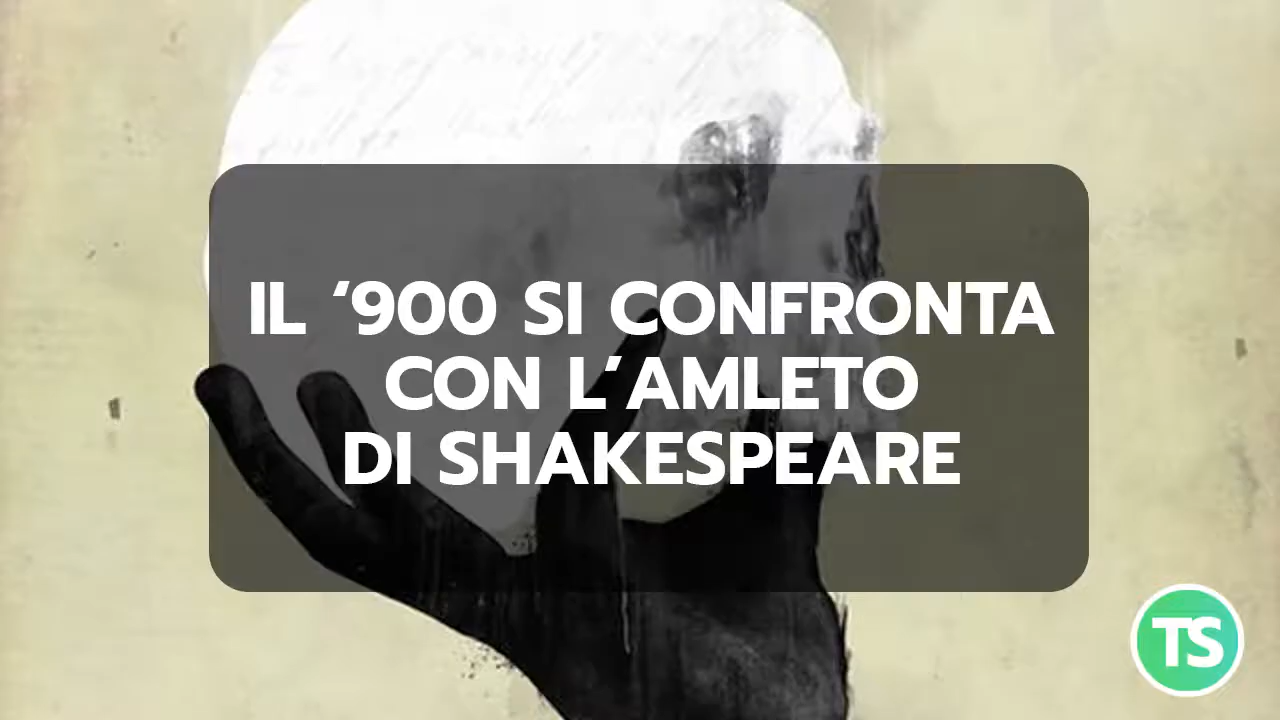 IL ‘900 SI CONFRONTA
CON L’AMLETO
DI SHAKESPEARE
TS